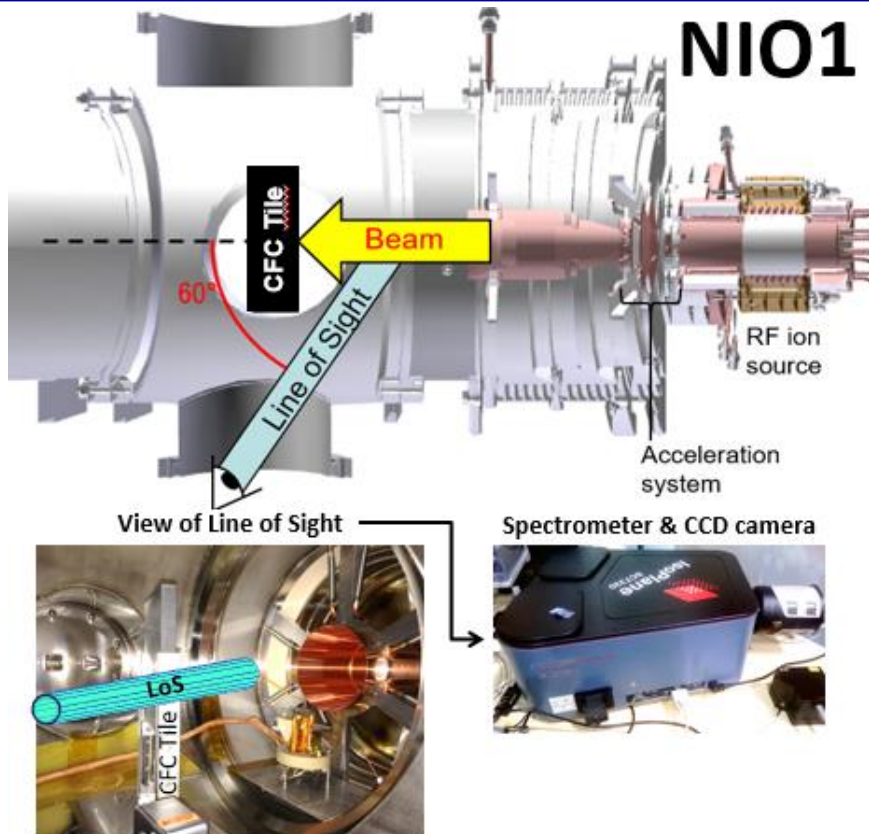 NIO1
CFC Tile
Beam
60°
Line of Sight
RF ion
source
Acceleration
system
View of Line of Sight
Spectrometer & CCD camera
LoS
CFC Tile
IsoPlane
SCT320